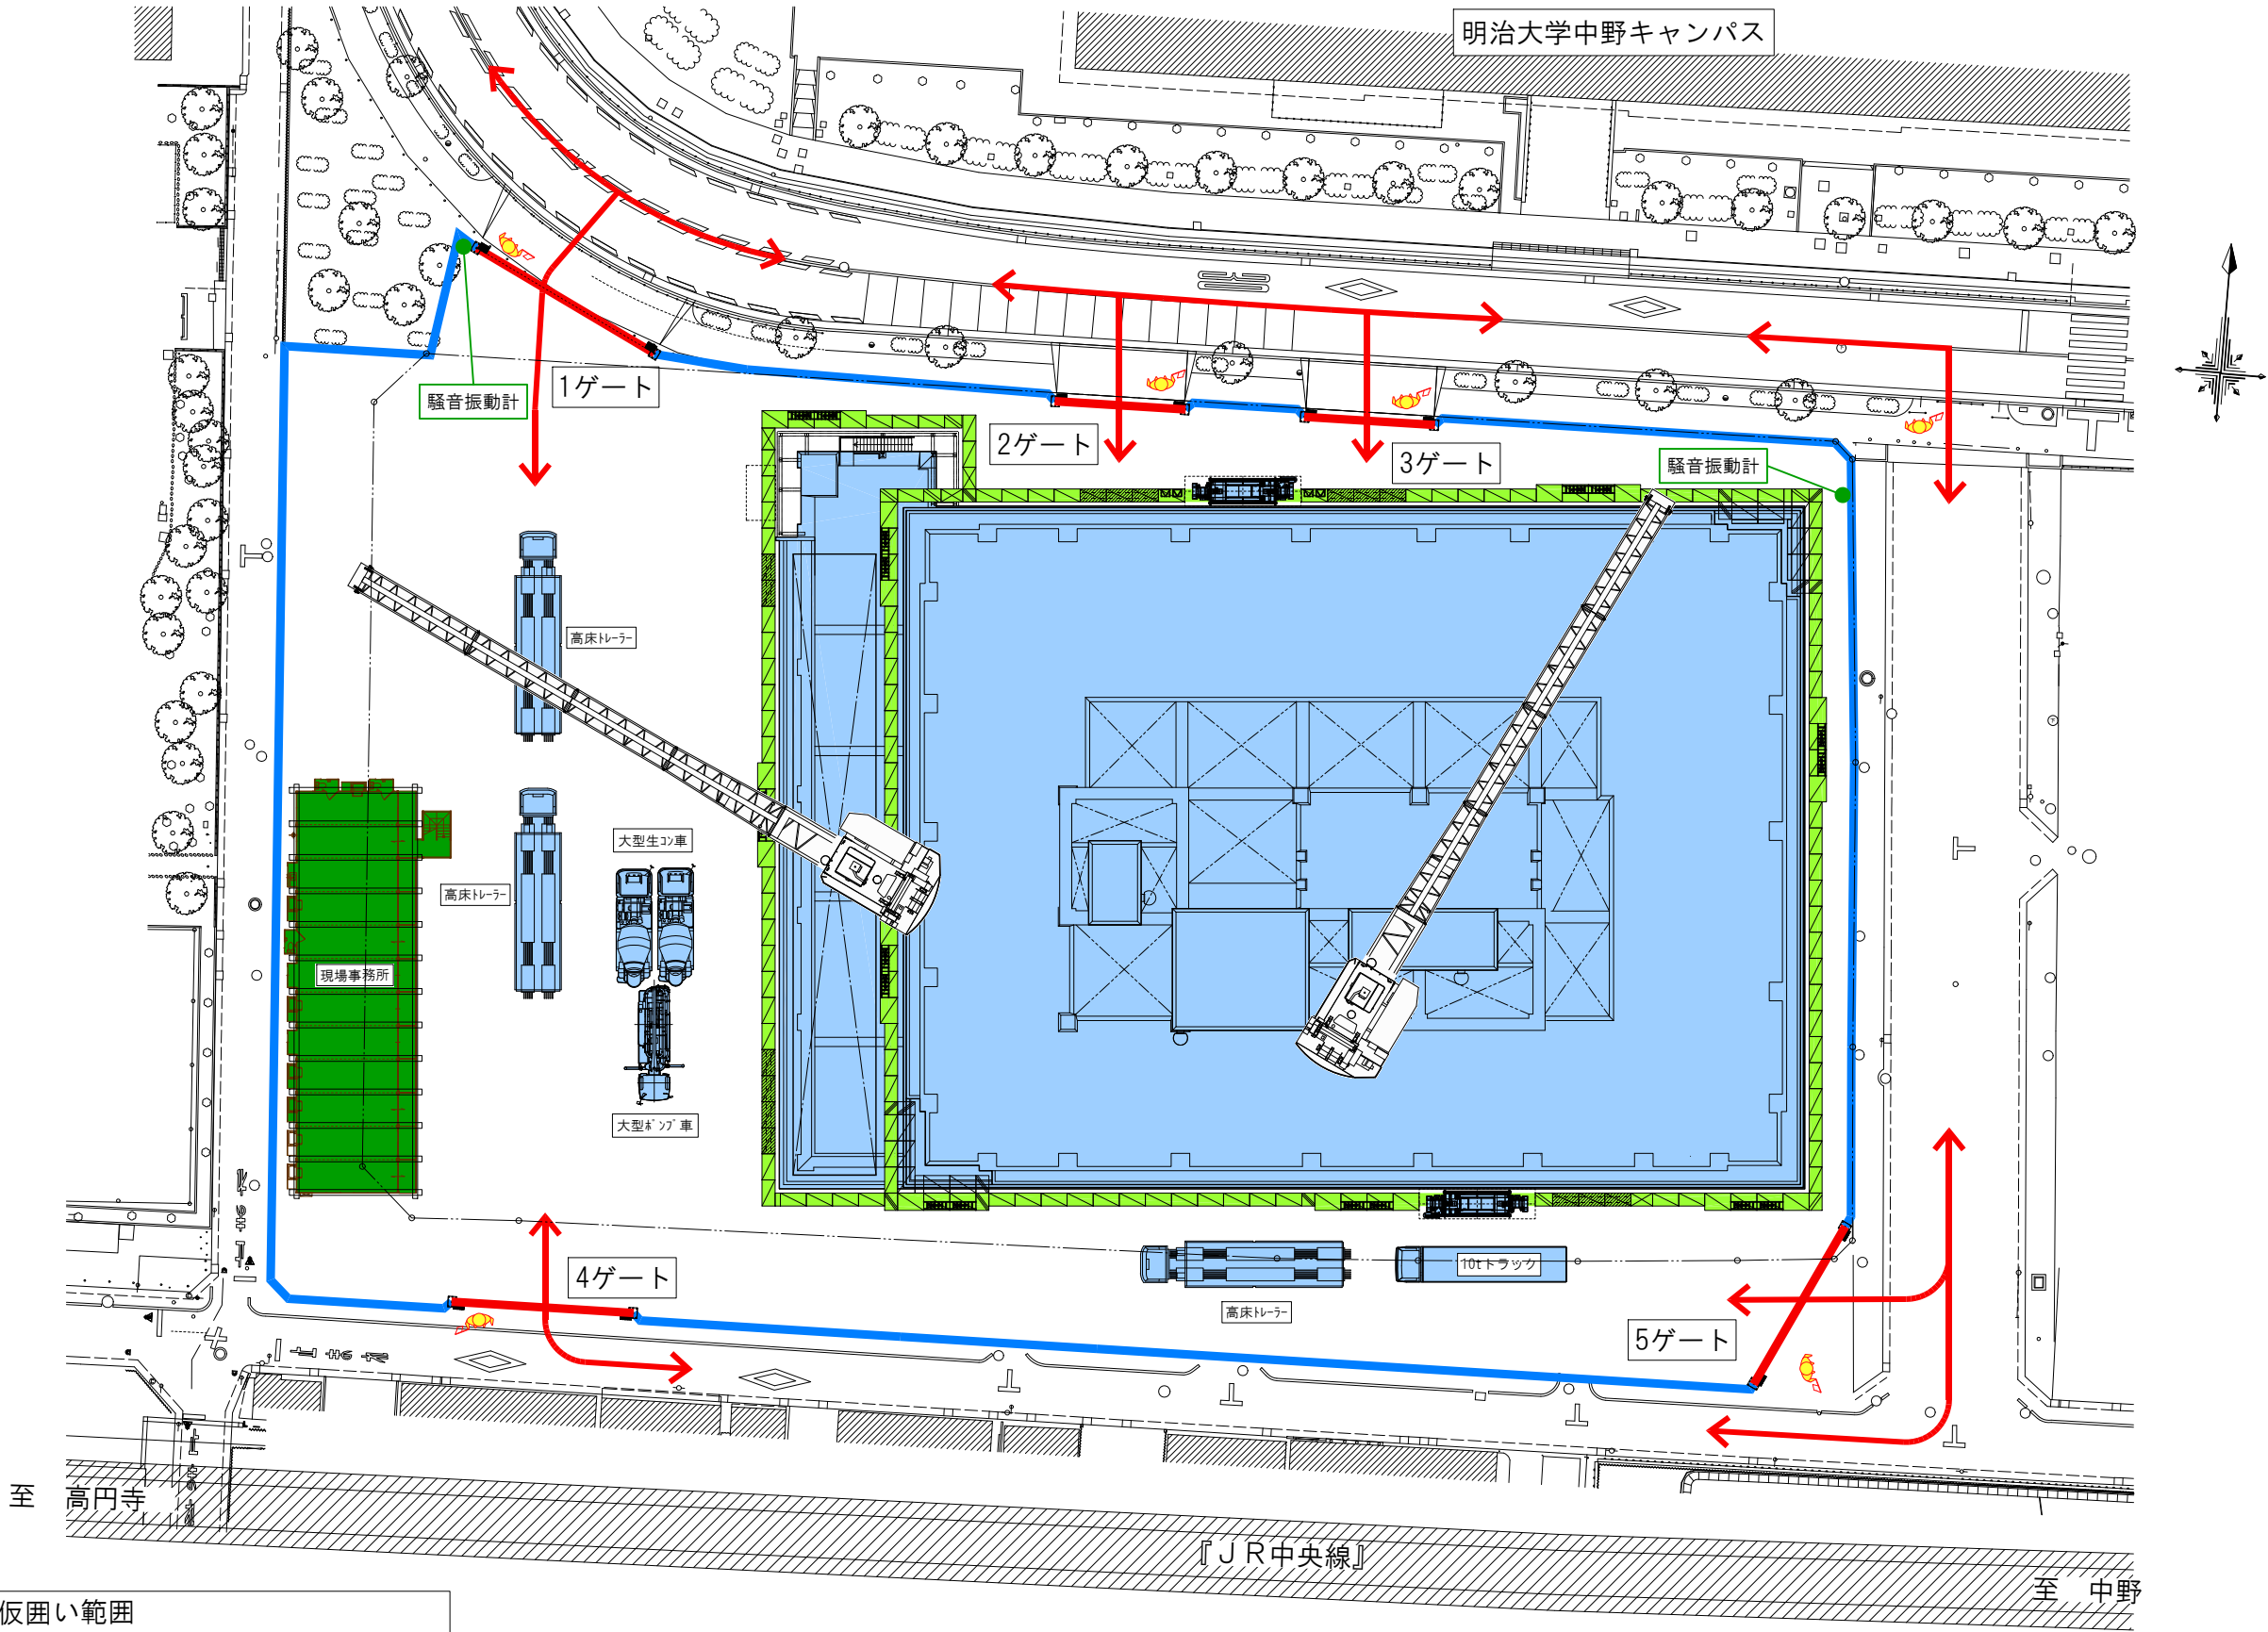 明治大学中野キャンパス
1ゲート
騒音振動計
2ゲート
3ゲート
騒音振動計
高床トレーラー
大型生コン車
高床トレーラー
現場事務所
大型ポンプ車
4ゲート
10tトラック
高床トレーラー
5ゲート
至 高円寺
『JR中央線』
至 中野
仮囲い範囲